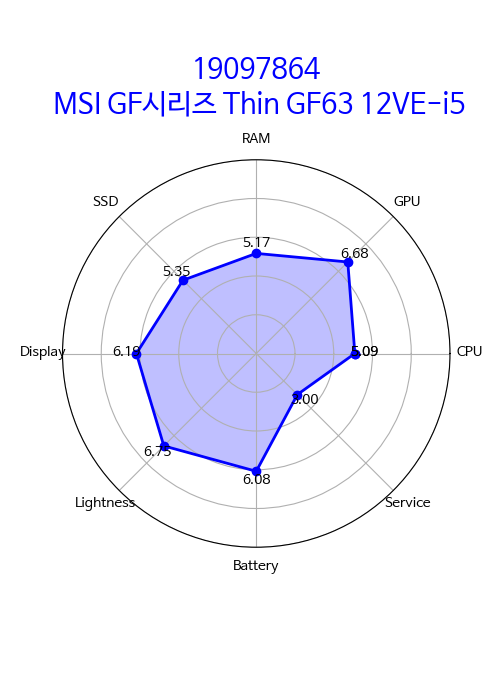 19097864
MSI GF시리즈 Thin GF63 12VE-i5
RAM
SSD
GPU
5.17
6.68
5.35
Display
6.19
5.09
CPU
3.00
6.73
6.08
Lightness
Service
Battery